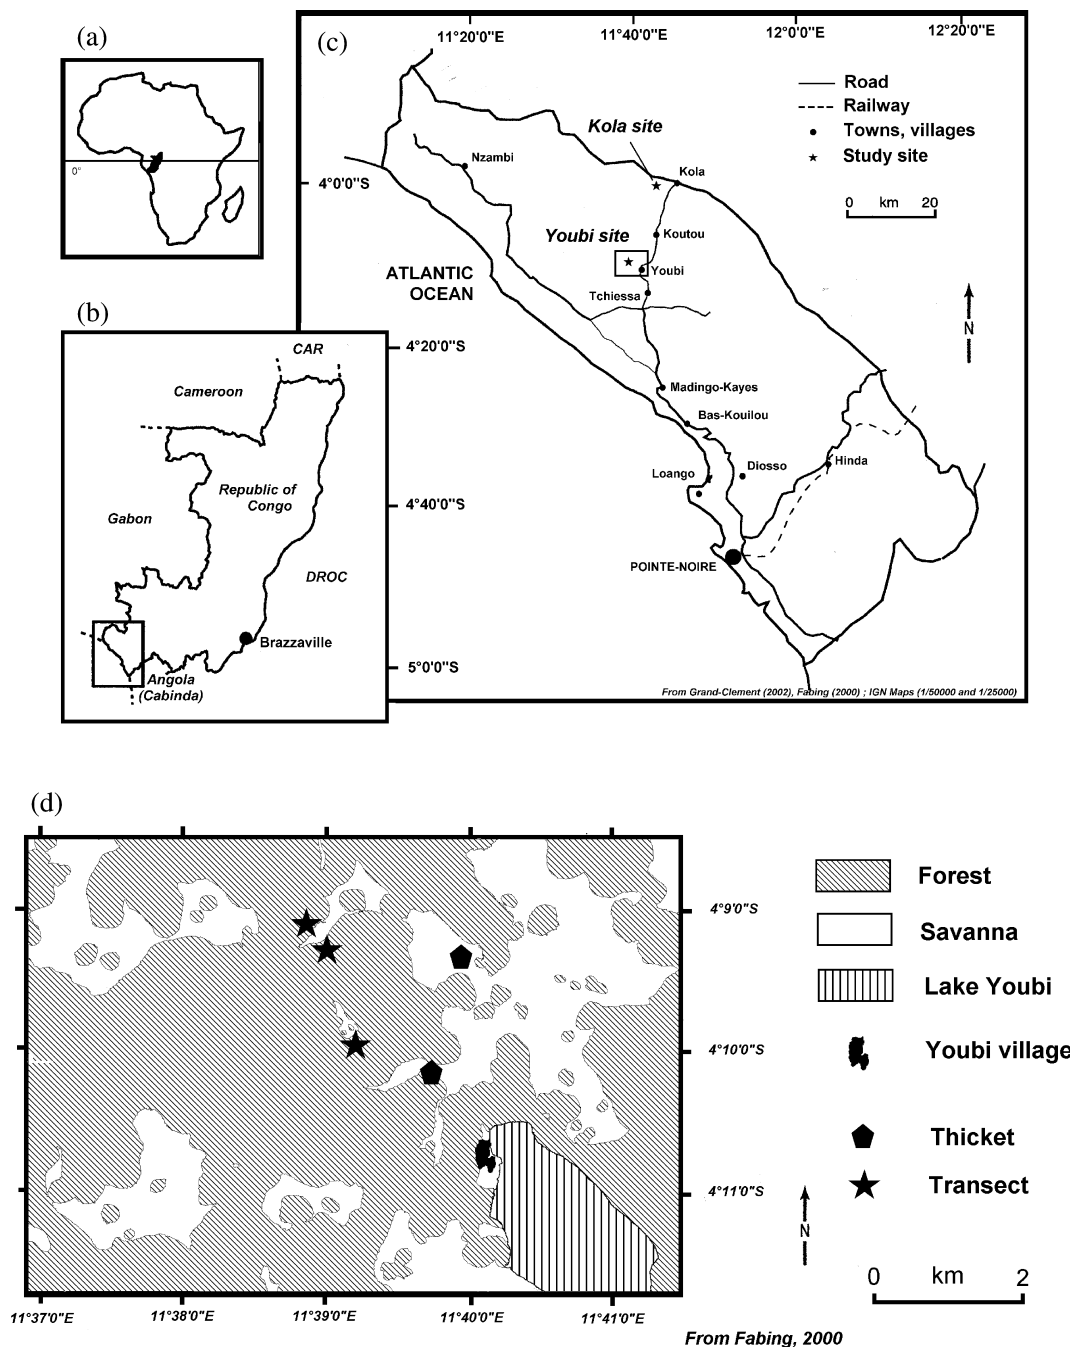 (a)
0°
(b)
CAR
Cameroon
Republic of
Congo
Gabon
DROC
Brazzaville
Angola
(Cabinda)
(c)
11°20'0"E
11°40'0"E
12°0'0"E
12°20'0"E
Road
Railway
Towns, villages
Study site
0 km 20
Kola site
Nzambi
Kola
4°0'0"S
Koutou
Youbi site
Youbi
ATLANTIC
OCEAN
Tchiessa
N
4°20'0"S
Madingo-Kayes
Bas-Kouilou
Loango
Diosso
Hinda
4°40'0"S
POINTE-NOIRE
5°0'0"S
From Grand-Clement (2002), Fabing (2000) ; IGN Maps (1/50000 and 1/25000)
(d)
4°9'0"S
4°10'0"S
4°11'0"S
11°37'0"E
11°38'0"E
11°39'0"E
11°40'0"E
11°41'0"E
Forest
Savanna
Lake Youbi
Youbi village
Thicket
Transect
N
0 km 2
From Fabing, 2000